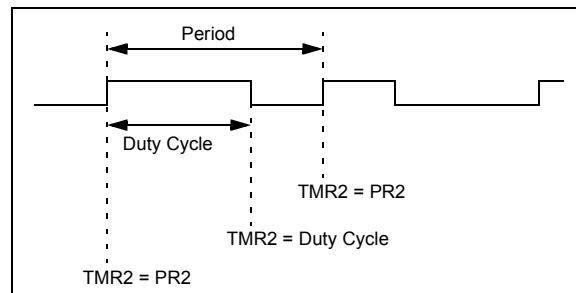 Period
Duty Cycle
TMR2 = PR2
TMR2 = Duty Cycle
TMR2 = PR2